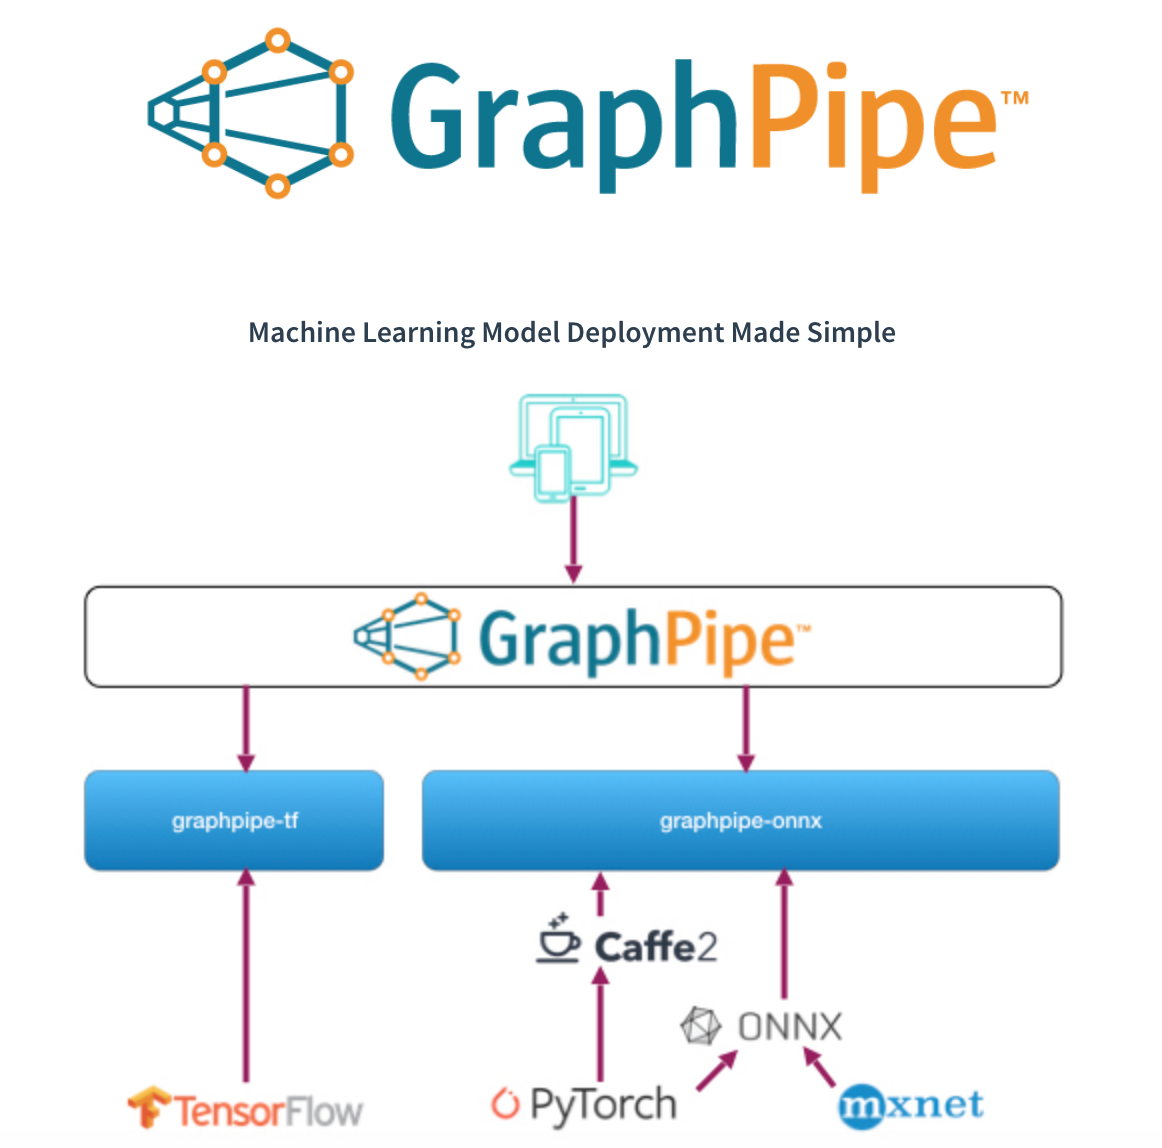 GraphPipe™
Machine Learning Model Deployment Made Simple
GraphPipe™
graphpipe-tf
graphpipe-onnx
Caffe2
ONNX
TensorFlow
PyTorch
mxnet